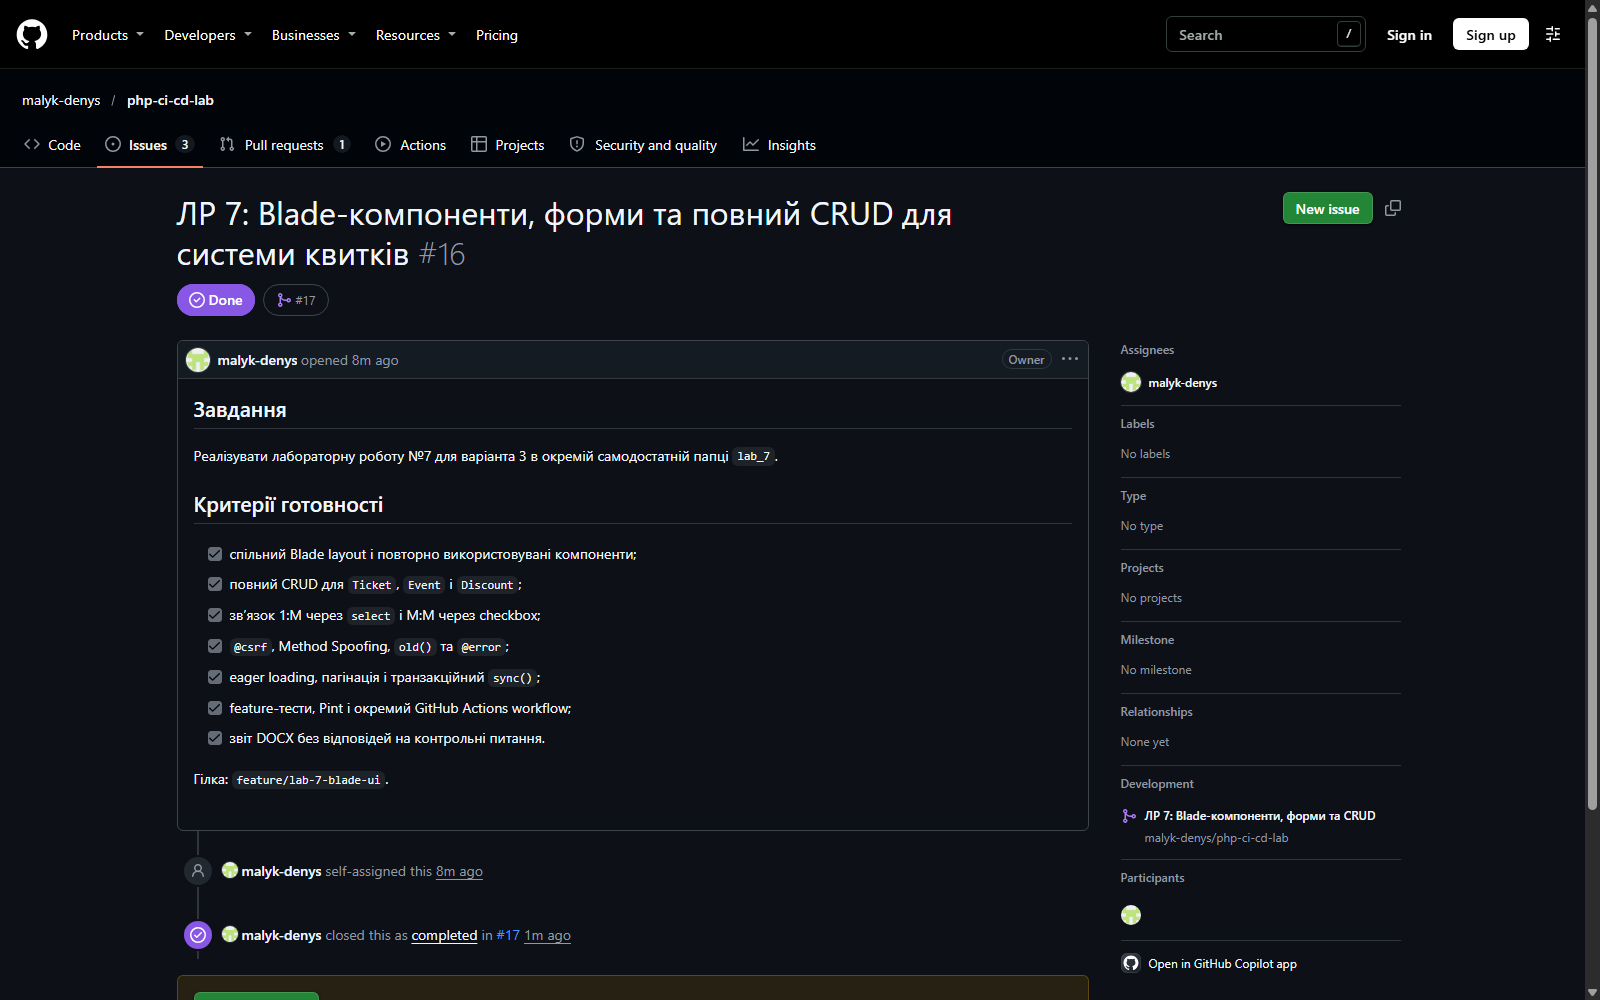 Products Developers Businesses Resources Pricing Search / Sign in Sign up
malyk-denys / php-ci-cd-lab
Code Issues 3 Pull requests 1 Actions Projects Security and quality Insights
ЛР 7: Blade-компоненти, форми та повний CRUD для
системи квитків #16
New issue
Done #17
malyk-denys opened 8m ago Owner ...
Завдання
Реалізувати лабораторну роботу №7 для варіанта 3 в окремій самодостатній папці lab_7.
Критерії готовності
спільний Blade layout і повторно використовувані компоненти;
повний CRUD для Ticket, Event і Discount;
зв’язок 1:M через select і M:M через checkbox;
@csrf, Method Spoofing, old() та @error;
eager loading, пагінація і транзакційний sync();
feature-тести, Pint і окремий GitHub Actions workflow;
звіт DOCX без відповідей на контрольні питання.
Гілка: feature/lab-7-blade-ui.
malyk-denys self-assigned this 8m ago
malyk-denys closed this as completed in #17 1m ago
Assignees
malyk-denys
Labels
No labels
Type
No type
Projects
No projects
Milestone
No milestone
Relationships
None yet
Development
ЛР 7: Blade-компоненти, форми та CRUD
malyk-denys/php-ci-cd-lab
Participants
Open in GitHub Copilot app